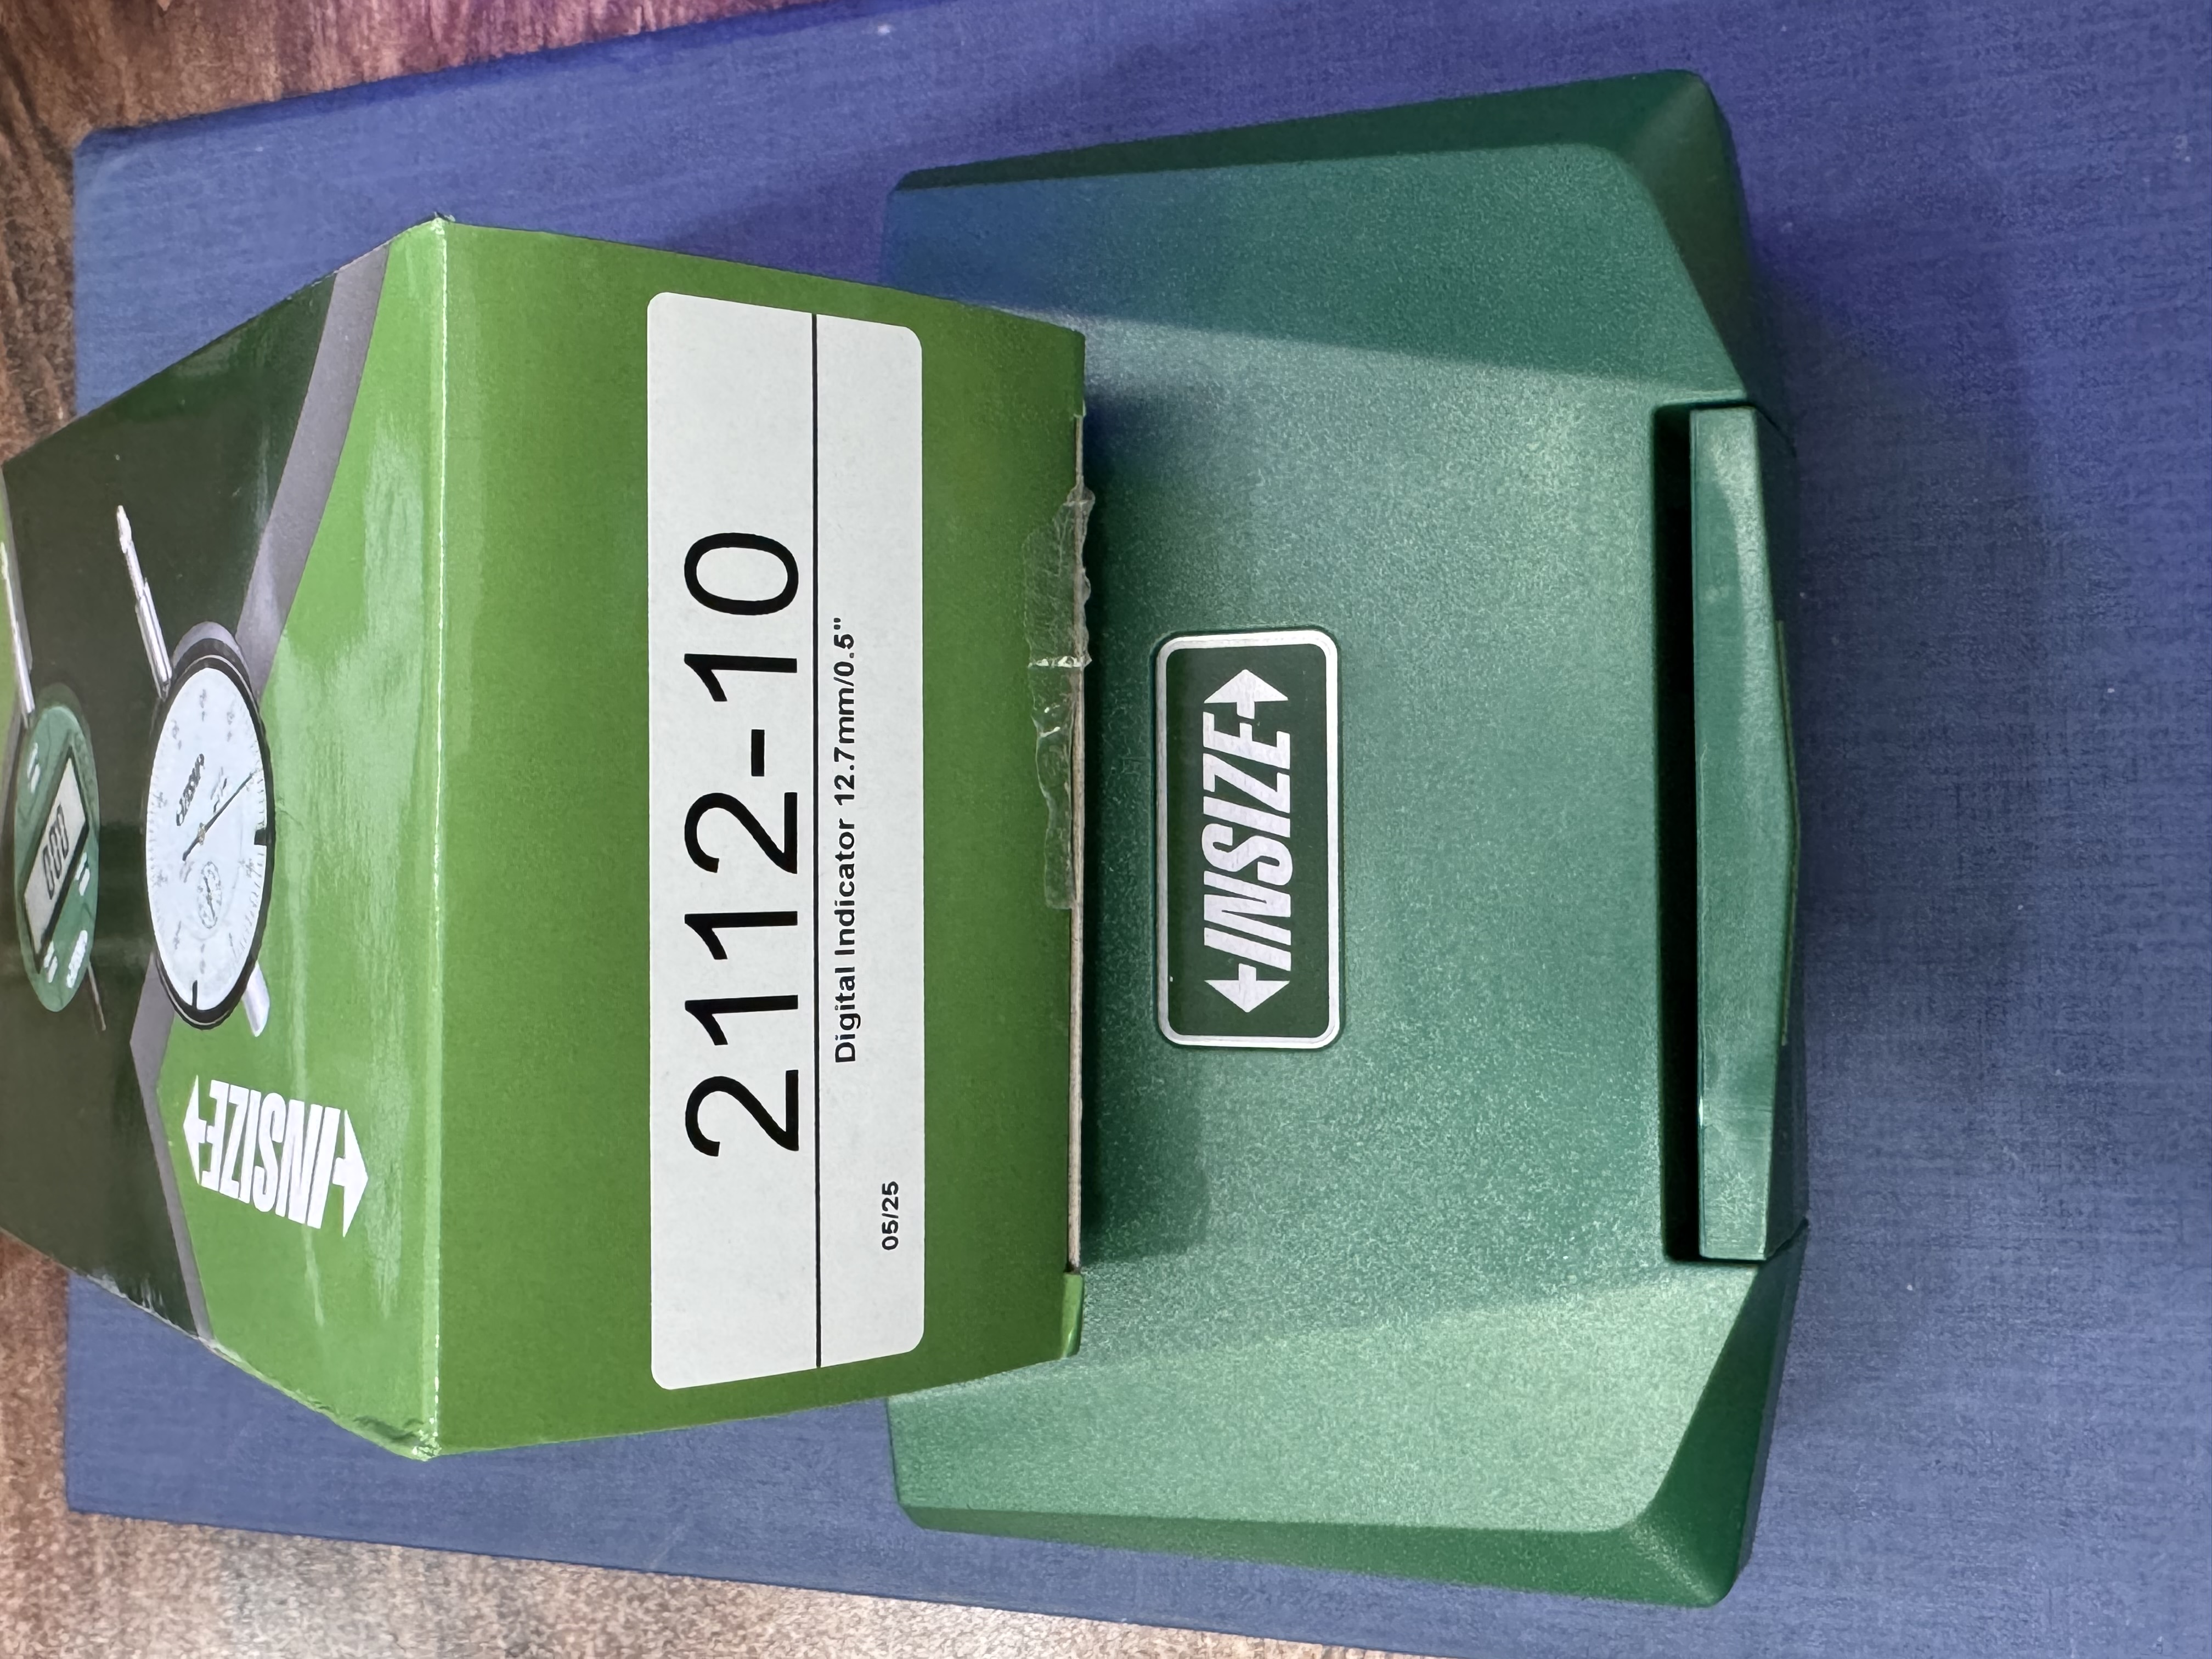 INSIZE
2112-10
Digital Indicator 12.7mm/0.5"
05/25
INSIZE